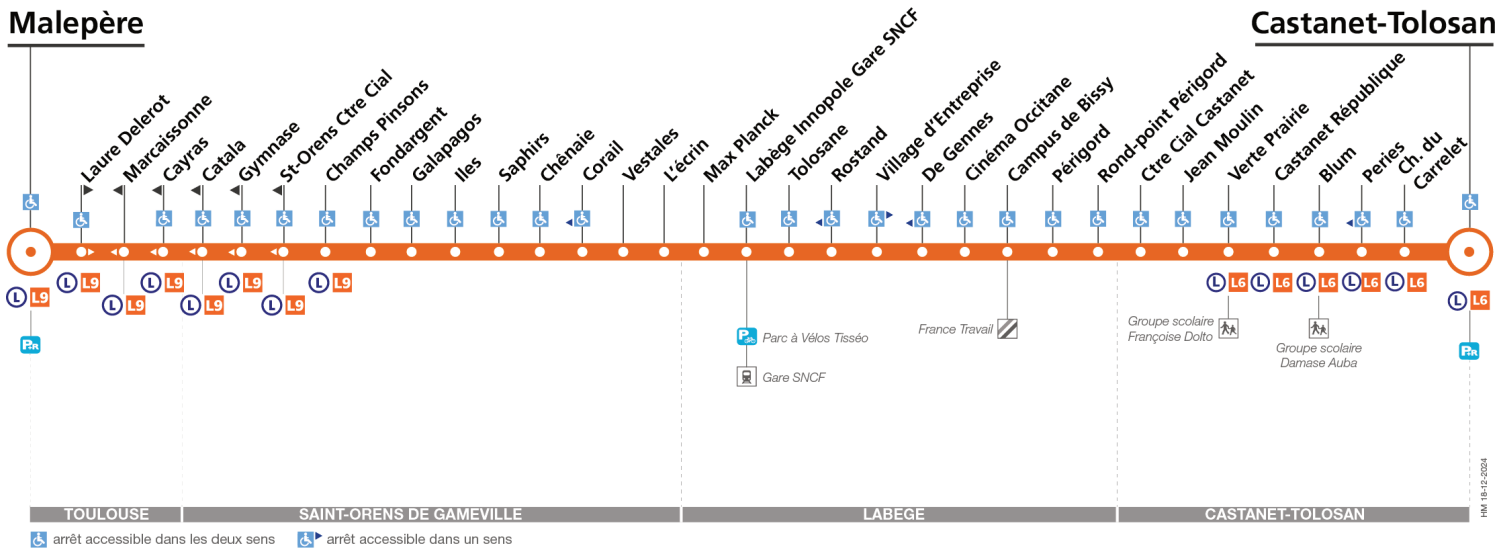 Malepère
Castanet-Tolosan
Laure Delerot
Marcaissonne
Cayras
Catala
Gymnase
St-Orens Ctre Cial
Champs Pinsons
Fondargent
Galapagos
Iles
Saphirs
Chênaie
Corail
Vestales
L'écrin
Max Planck
Labège Innopole Gare SNCF
Tolosane
Rostand
Village d'Entreprise
De Gennes
Cinéma Occitane
Campus de Bissy
Périgord
Rond-point Périgord
Ctre Cial Castanet
Jean Moulin
Verte Prairie
Castanet République
Blum
Peries
Ch. du
Carrelet
L L9
L L9
L L9
L L9
L L9
L L9
L L9
L L9
L L6
L L6
L L6
L L6
L L6
L L6
P+R
P Parc à Vélos Tisséo
Gare SNCF
France Travail
Groupe scolaire
Françoise Dolto
Groupe scolaire
Damase Auba
P+R
HM 18-12-2024
TOULOUSE
SAINT-ORENS DE GAMEVILLE
LABEGE
CASTANET-TOLOSAN
arrêt accessible dans les deux sens
arrêt accessible dans un sens